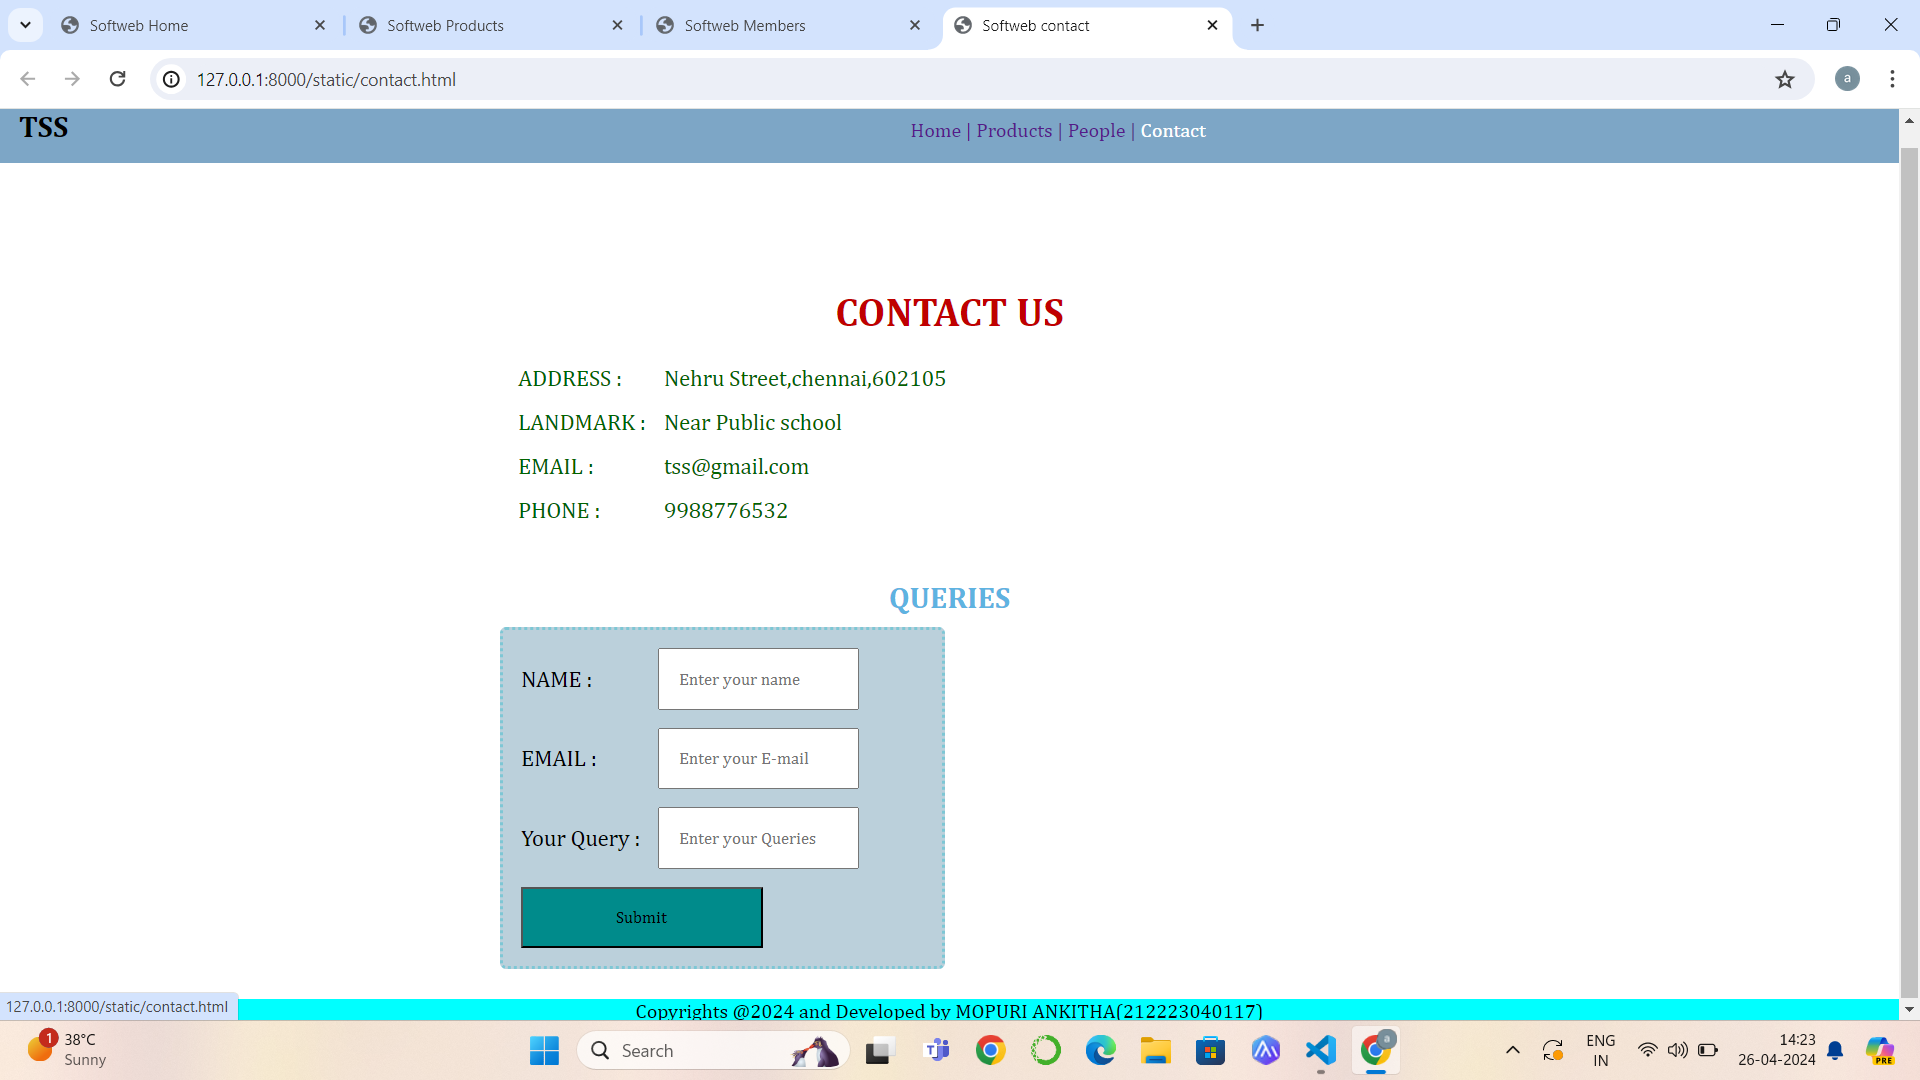 Softweb Home
Softweb Products
Softweb Members
Softweb contact
127.0.0.1:8000/static/contact.html
a
TSS
Home | Products | People | Contact
CONTACT US
ADDRESS : Nehru Street,chennai,602105
LANDMARK : Near Public school
EMAIL : tss@gmail.com
PHONE : 9988776532
QUERIES
NAME : Enter your name
EMAIL : Enter your E-mail
Your Query : Enter your Queries
Submit
127.0.0.1:8000/static/contact.html
Copyrights @2024 and Developed by MOPURI ANKITHA(212223040117)
1
38°C
Sunny
Search
a
ENG
IN
14:23
26-04-2024
PRE